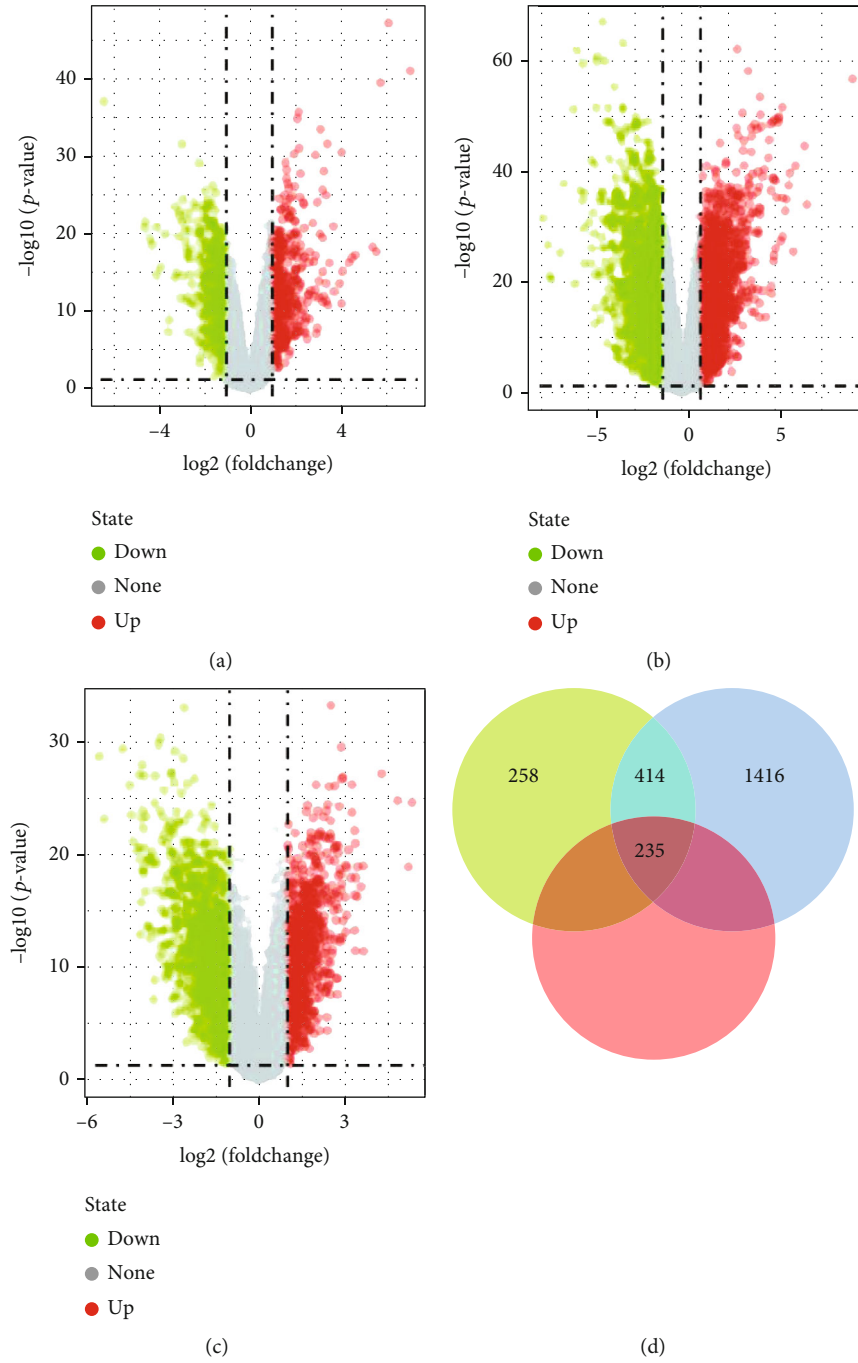 40
30
20
10
0
−log10 (p-value)
−4
0
4
log2 (foldchange)
State
Down
None
Up
(a)
60
40
20
0
−log10 (p-value)
−5
0
5
log2 (foldchange)
State
Down
None
Up
(b)
30
20
10
0
−log10 (p-value)
−6
−3
0
3
log2 (foldchange)
State
Down
None
Up
(c)
258
414
1416
235
(d)